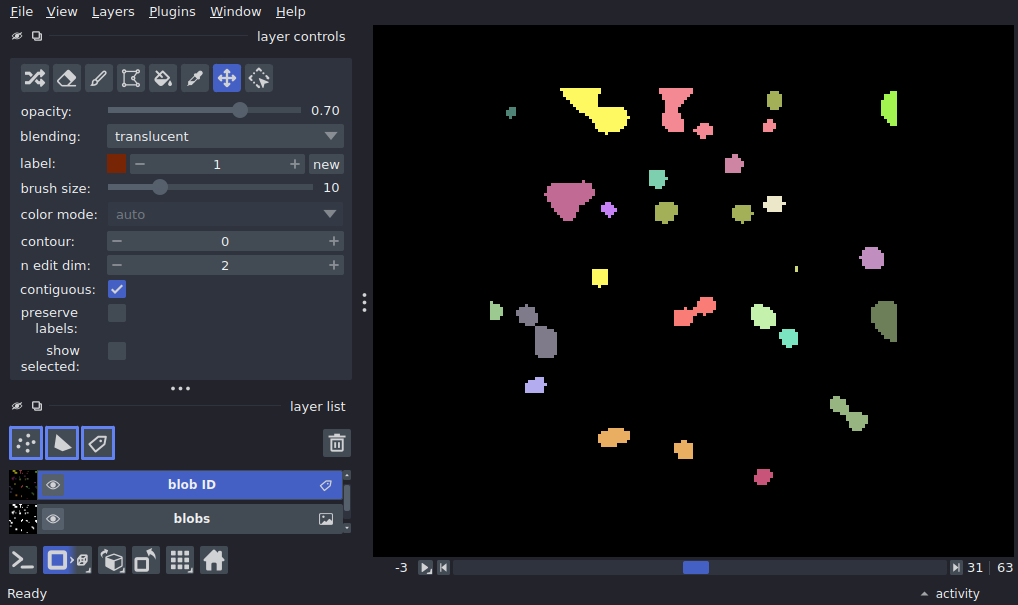 File View Layers Plugins Window Help
layer controls
opacity: 0.70
blending: translucent
label: 1 new
brush size: 10
color mode: auto
contour: 0
n edit dim: 2
contiguous:
preserve
labels:
show
selected:
layer list
blob ID
blobs
-3 31 63
Ready activity